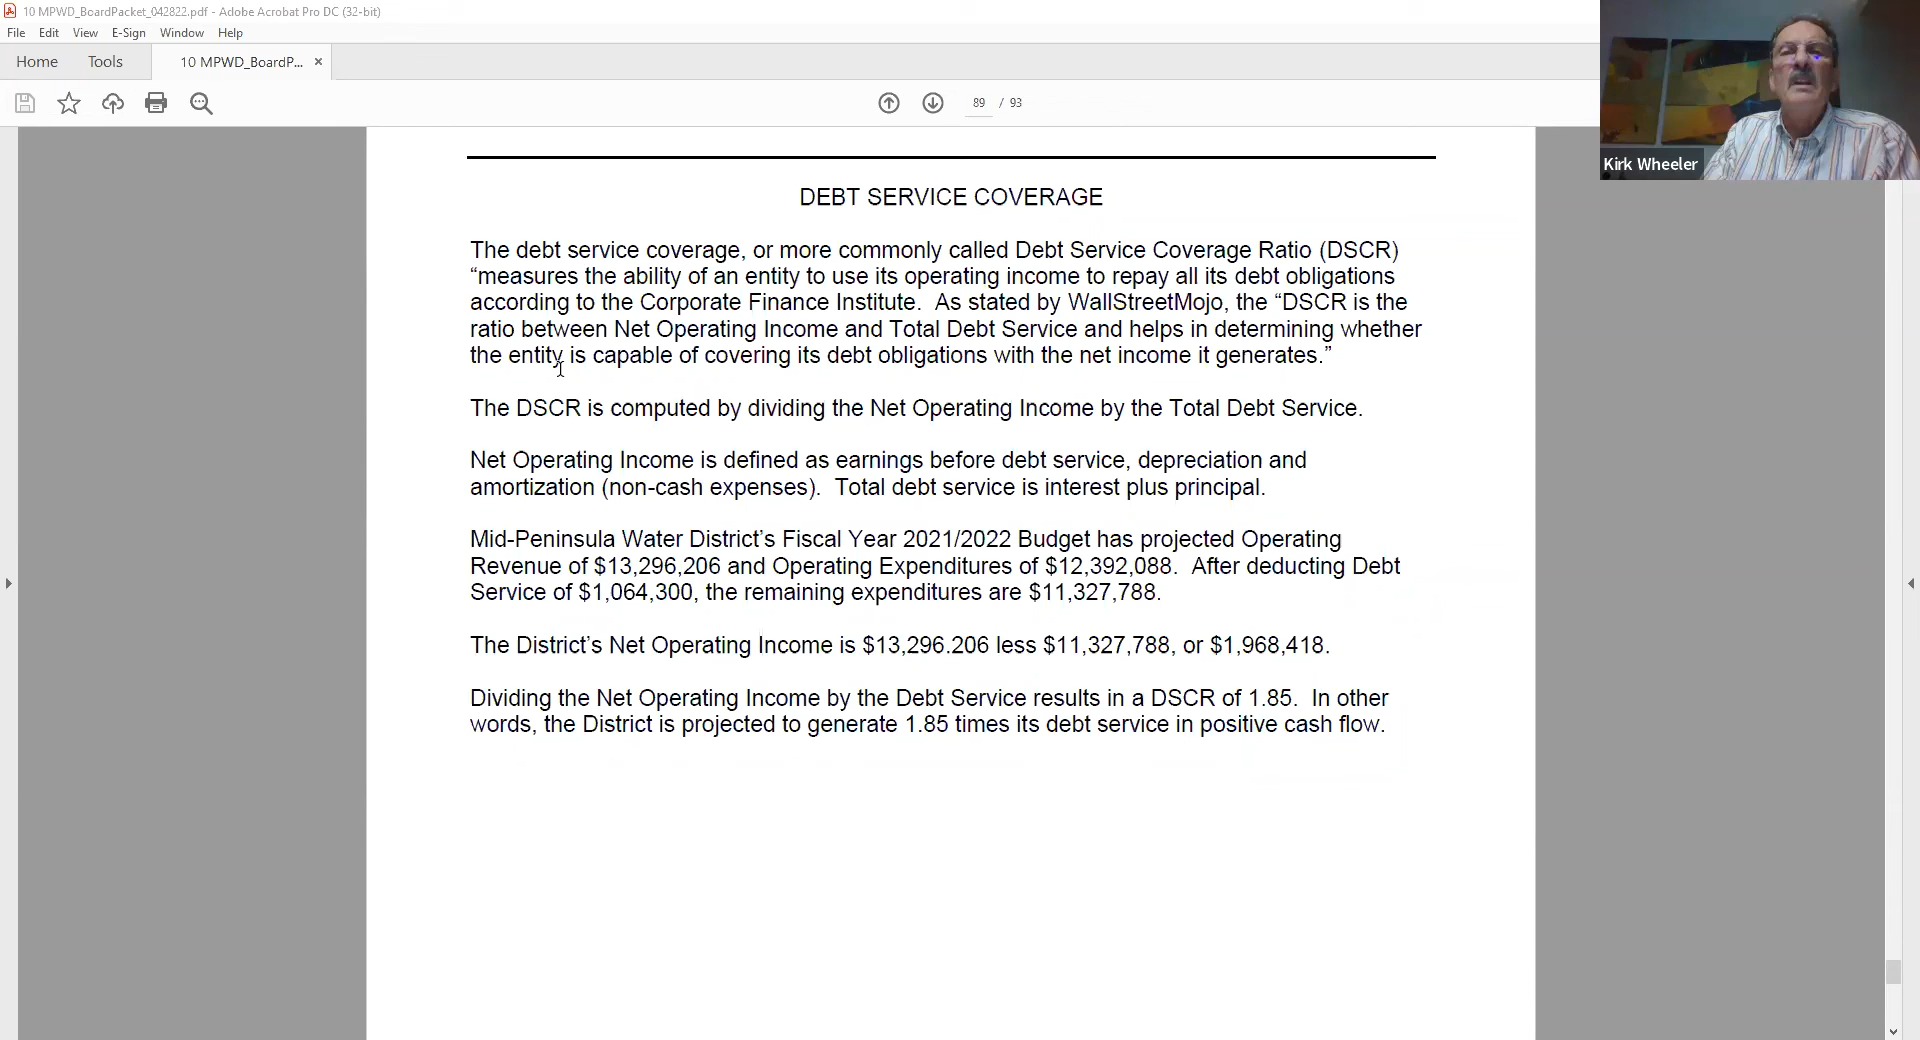 10 MPWD_BoardPacket_042822.pdf - Adobe Acrobat Pro DC (32-bit)
File Edit View E-Sign Window Help
Home Tools 10 MPWD_BoardP... ×
89 / 93
Kirk Wheeler
DEBT SERVICE COVERAGE
The debt service coverage, or more commonly called Debt Service Coverage Ratio (DSCR)
“measures the ability of an entity to use its operating income to repay all its debt obligations
according to the Corporate Finance Institute.  As stated by WallStreetMojo, the “DSCR is the
ratio between Net Operating Income and Total Debt Service and helps in determining whether
the entity is capable of covering its debt obligations with the net income it generates.”
The DSCR is computed by dividing the Net Operating Income by the Total Debt Service.
Net Operating Income is defined as earnings before debt service, depreciation and
amortization (non-cash expenses).  Total debt service is interest plus principal.
Mid-Peninsula Water District’s Fiscal Year 2021/2022 Budget has projected Operating
Revenue of $13,296,206 and Operating Expenditures of $12,392,088.  After deducting Debt
Service of $1,064,300, the remaining expenditures are $11,327,788.
The District’s Net Operating Income is $13,296.206 less $11,327,788, or $1,968,418.
Dividing the Net Operating Income by the Debt Service results in a DSCR of 1.85.  In other
words, the District is projected to generate 1.85 times its debt service in positive cash flow.